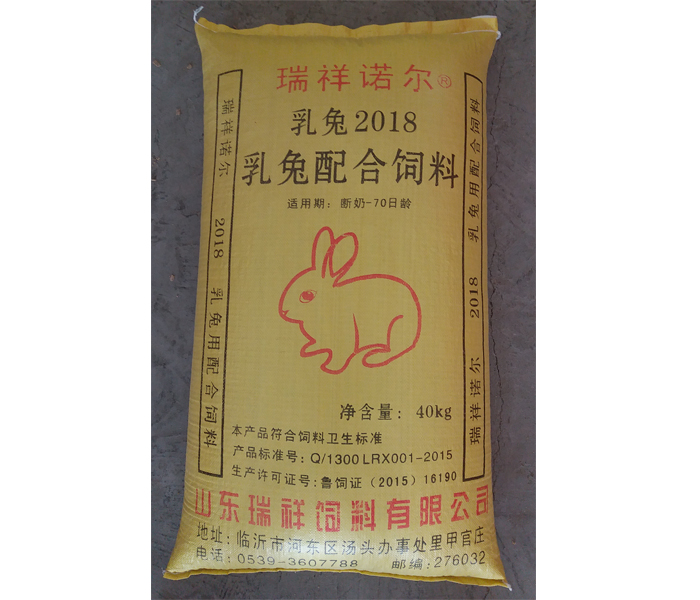 瑞祥诺尔®
乳兔2018
乳兔配合饲料
适用期：断奶-70日龄
瑞祥诺尔 2018 乳兔用配合饲料
瑞祥诺尔 2018 乳兔用配合饲料
净含量：40kg
本产品符合饲料卫生标准
产品标准号：Q/1300LRX001-2015
生产许可证号：鲁饲证（2015）16190
山东瑞祥饲料有限公司
地址：临沂市河东区汤头办事处里甲官庄
电话：0539-3607788 邮编：276032